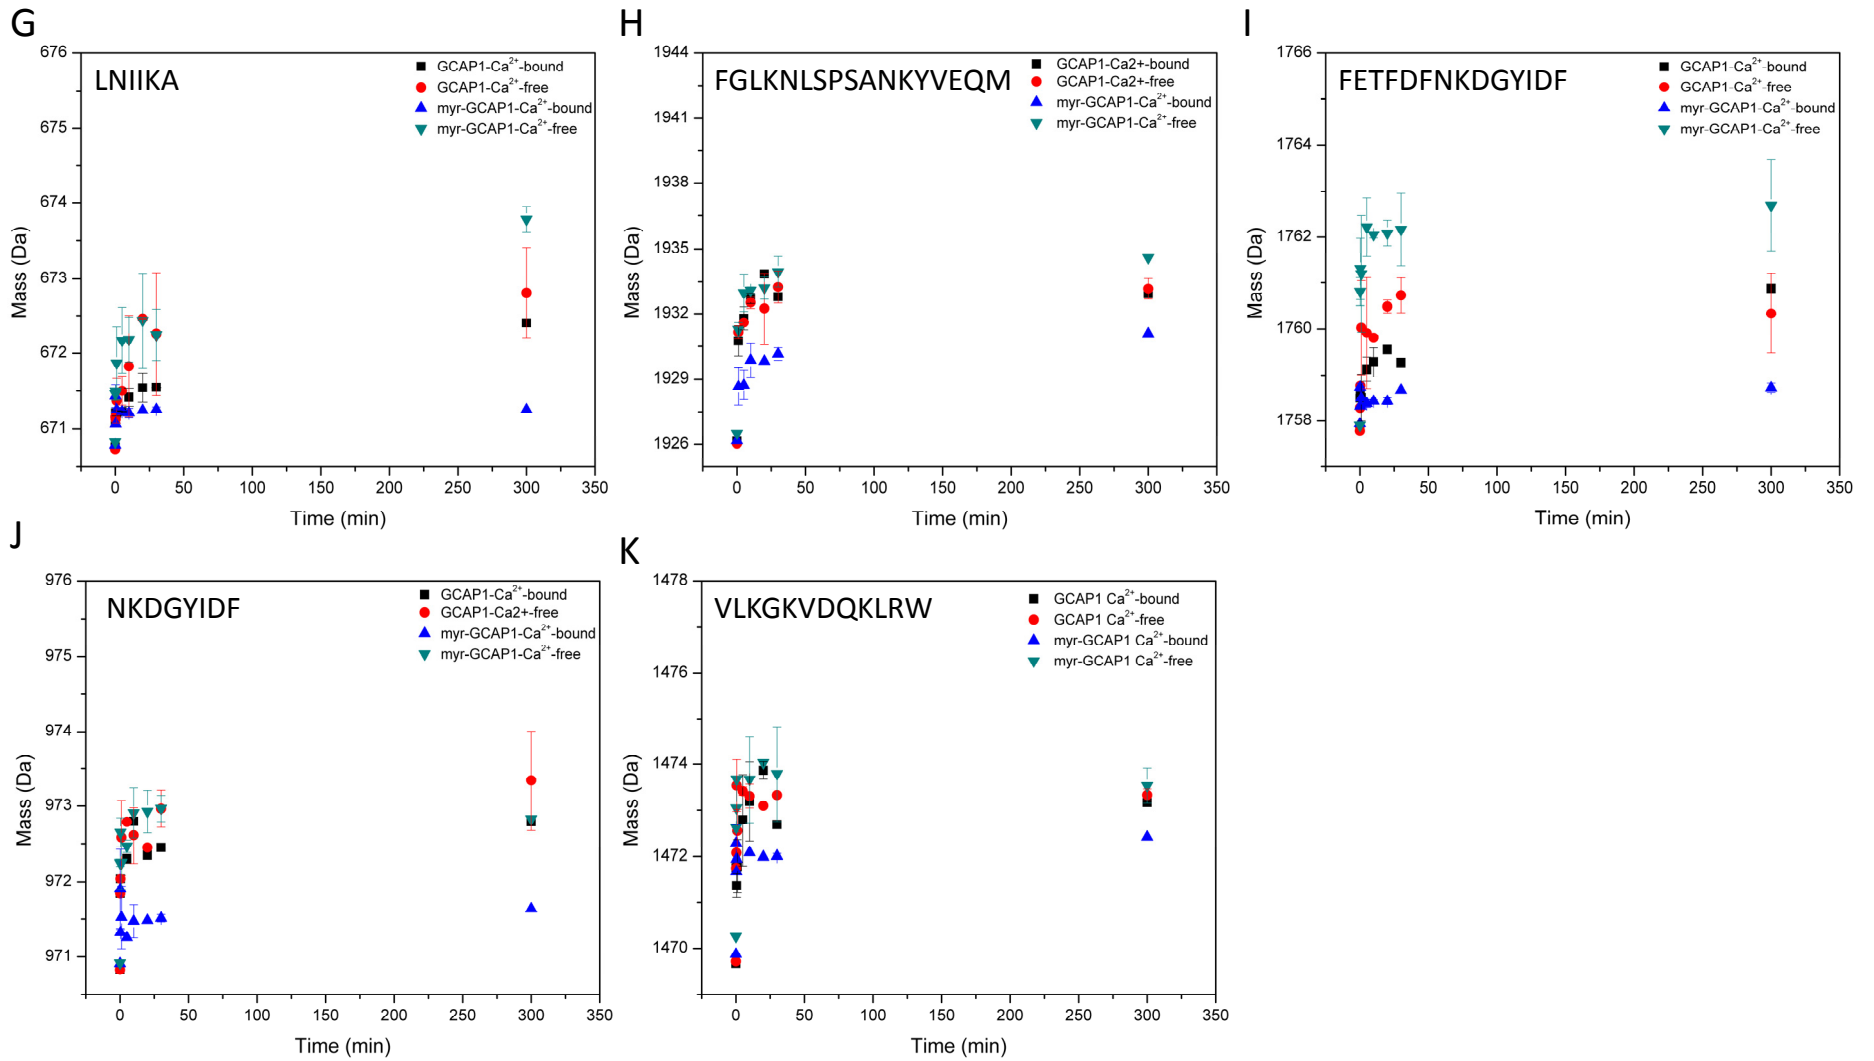 G
LNIIKA
GCAP1-Ca²⁺-bound
GCAP1-Ca²⁺-free
myr-GCAP1-Ca²⁺-bound
myr-GCAP1-Ca²⁺-free
676
675
674
673
672
671
Mass (Da)
0 50 100 150 200 250 300 350
Time (min)
H
FGLKNLSPSANKYVEQM
GCAP1-Ca2+-bound
GCAP1-Ca2+-free
myr-GCAP1-Ca²⁺-bound
myr-GCAP1-Ca²⁺-free
1944
1941
1938
1935
1932
1929
1926
Mass (Da)
0 50 100 150 200 250 300 350
Time (min)
I
FETFDFNKDGYIDF
GCAP1-Ca²⁺-bound
GCAP1-Ca²⁺-free
myr-GCAP1-Ca²⁺-bound
myr-GCAP1-Ca²⁺-free
1766
1764
1762
1760
1758
Mass (Da)
0 50 100 150 200 250 300 350
Time (min)
J
NKDGYIDF
GCAP1-Ca²⁺-bound
GCAP1-Ca2+-free
myr-GCAP1-Ca²⁺-bound
myr-GCAP1-Ca²⁺-free
976
975
974
973
972
971
Mass (Da)
0 50 100 150 200 250 300 350
Time (min)
K
VLKGKVDQKLRW
GCAP1 Ca²⁺-bound
GCAP1 Ca²⁺-free
myr-GCAP1 Ca²⁺-bound
myr-GCAP1 Ca²⁺-free
1478
1476
1474
1472
1470
Mass (Da)
0 50 100 150 200 250 300 350
Time (min)